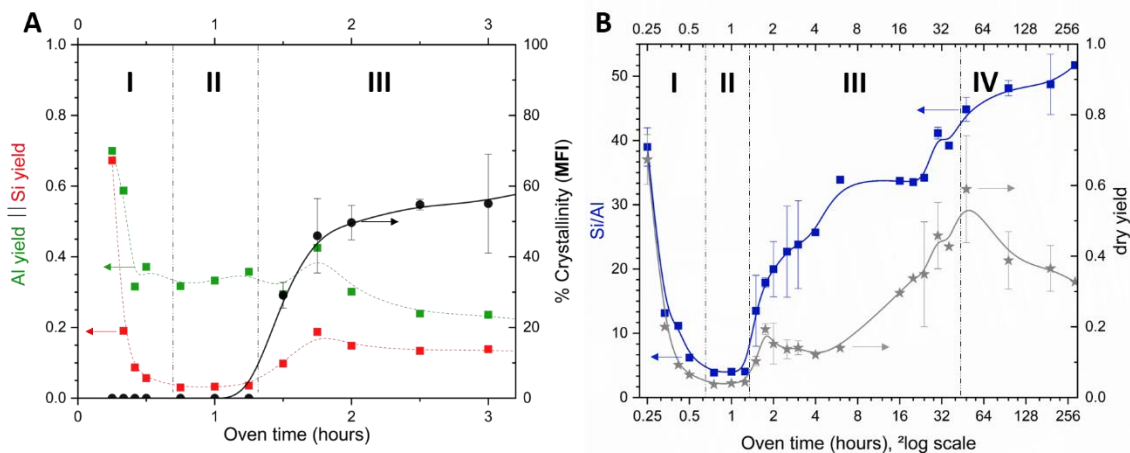 A
0 1 2 3
I II III
1.0
0.8
0.6
0.4
0.2
0.0
Al yield || Si yield
100
80
60
40
20
0
% Crystallinity (MFI)
0 1 2 3
Oven time (hours)
B
0.25 0.5 1 2 4 8 16 32 64 128 256
I II III IV
50
40
30
20
10
0
Si/Al
1.0
0.8
0.6
0.4
0.2
0.0
dry yield
0.25 0.5 1 2 4 8 16 32 64 128 256
Oven time (hours), ²log scale